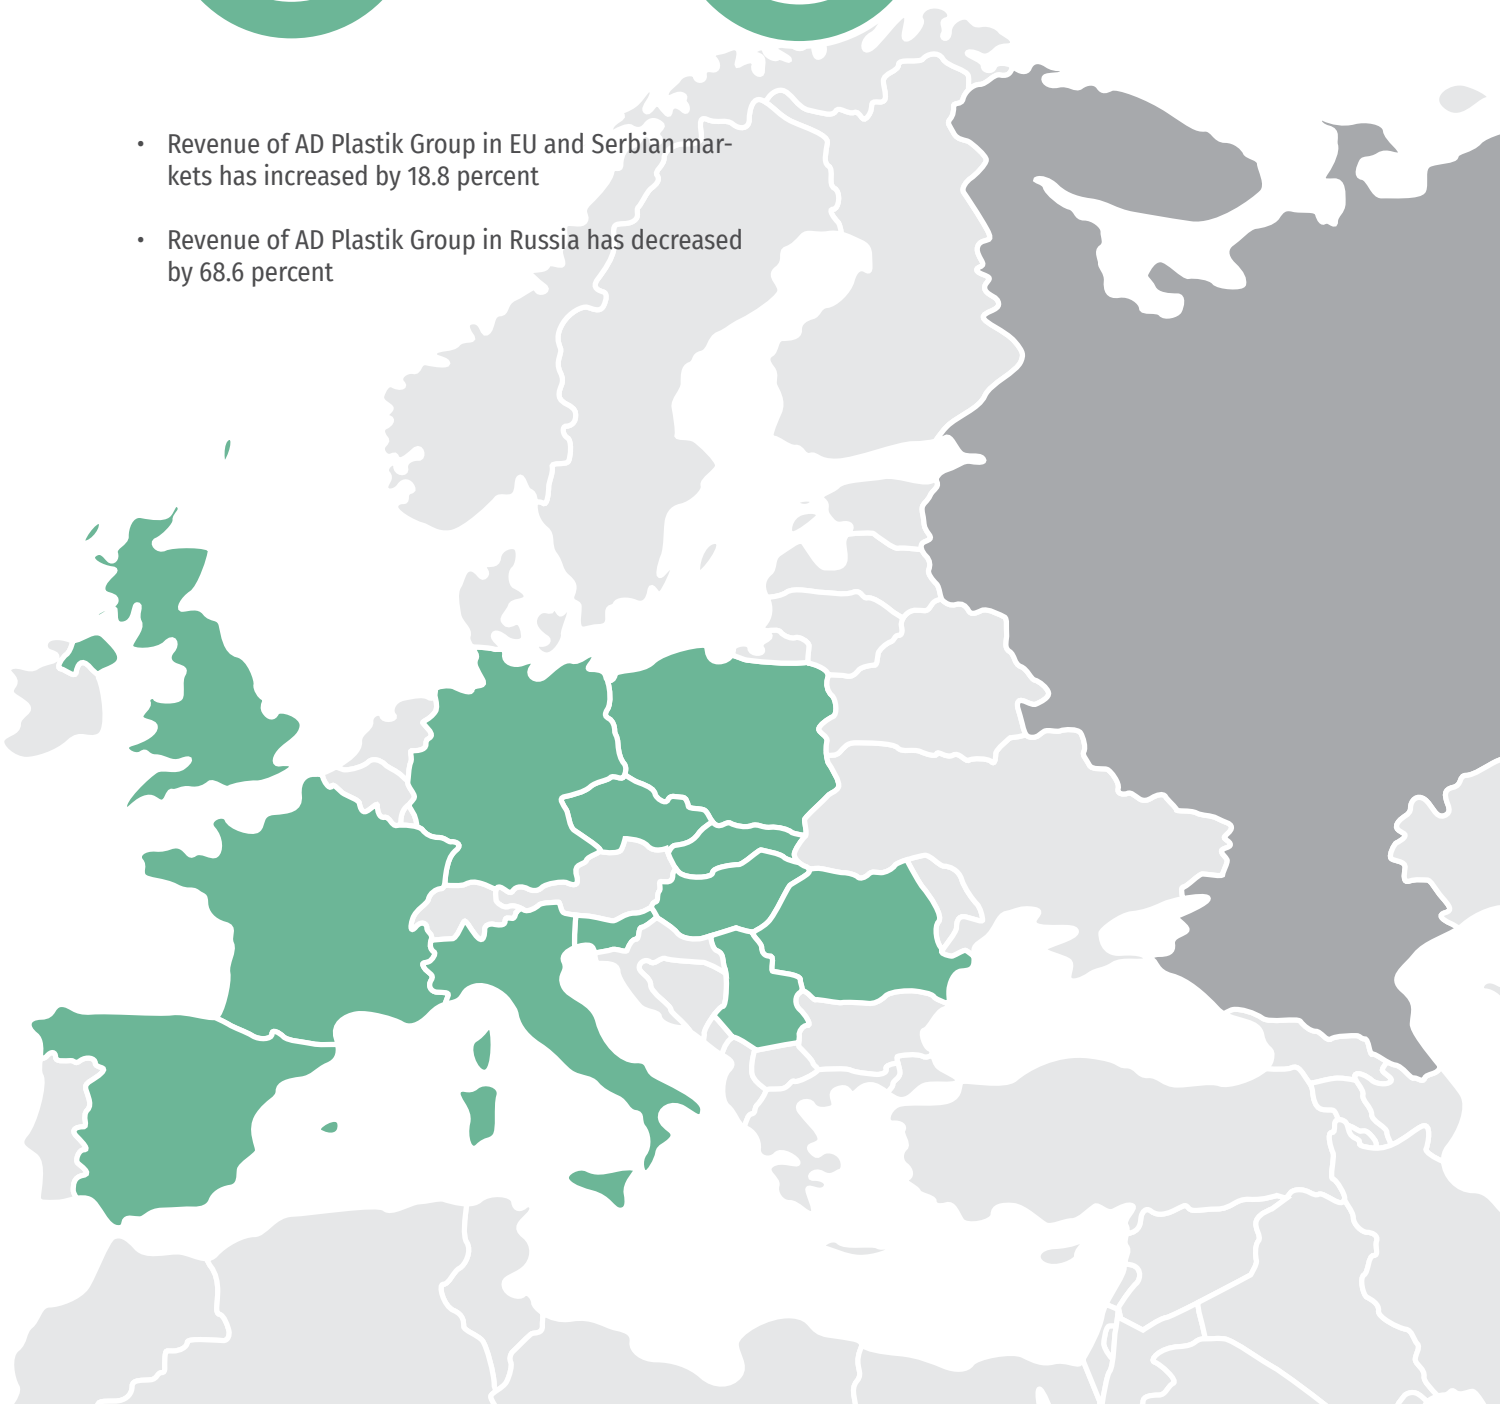 • Revenue of AD Plastik Group in EU and Serbian mar-
kets has increased by 18.8 percent
• Revenue of AD Plastik Group in Russia has decreased
by 68.6 percent